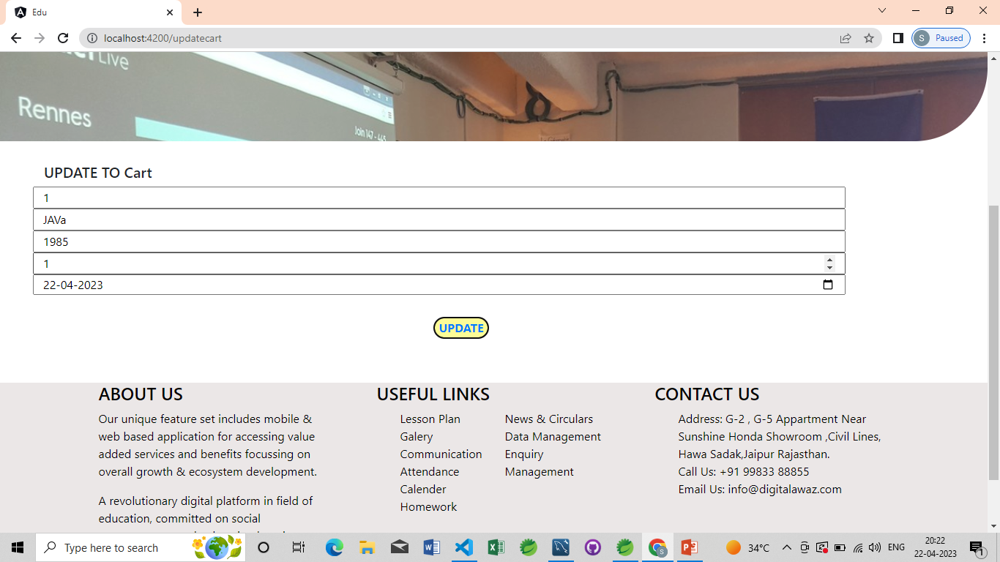 Edu
localhost:4200/updatecart
S
Paused
Live
Rennes
Join 147 - 445
UPDATE TO Cart
1
JAVa
1985
1
22-04-2023
UPDATE
ABOUT US
Our unique feature set includes mobile &
web based application for accessing value
added services and benefits focussing on
overall growth & ecosystem development.
A revolutionary digital platform in field of
education, committed on social
USEFUL LINKS
Lesson Plan
Galery
Communication
Attendance
Calender
Homework
News & Circulars
Data Management
Enquiry
Management
CONTACT US
Address: G-2 , G-5 Appartment Near
Sunshine Honda Showroom ,Civil Lines,
Hawa Sadak,Jaipur Rajasthan.
Call Us: +91 99833 88855
Email Us: info@digitalawaz.com
Type here to search
34°C
ENG
20:22
22-04-2023
1